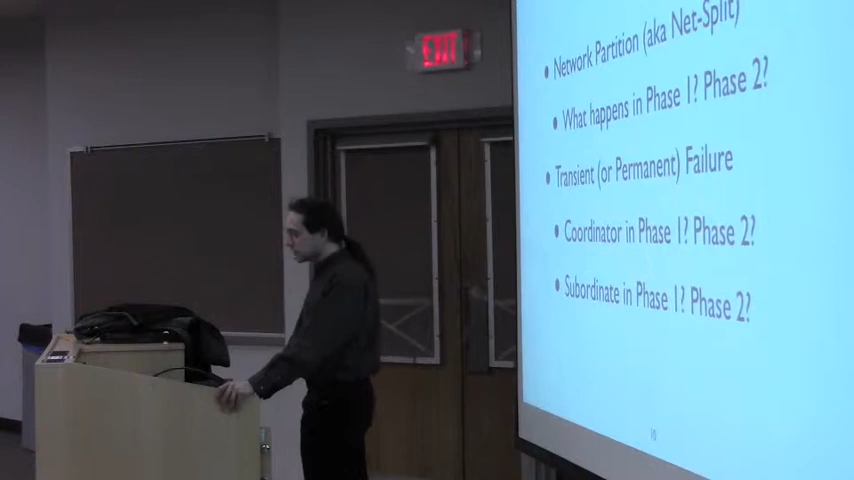 EXIT
• Network Partition (aka Net-Split)
• What happens in Phase 1? Phase 2?
• Transient (or Permanent) Failure
• Coordinator in Phase 1? Phase 2?
• Subordinate in Phase 1? Phase 2?
10